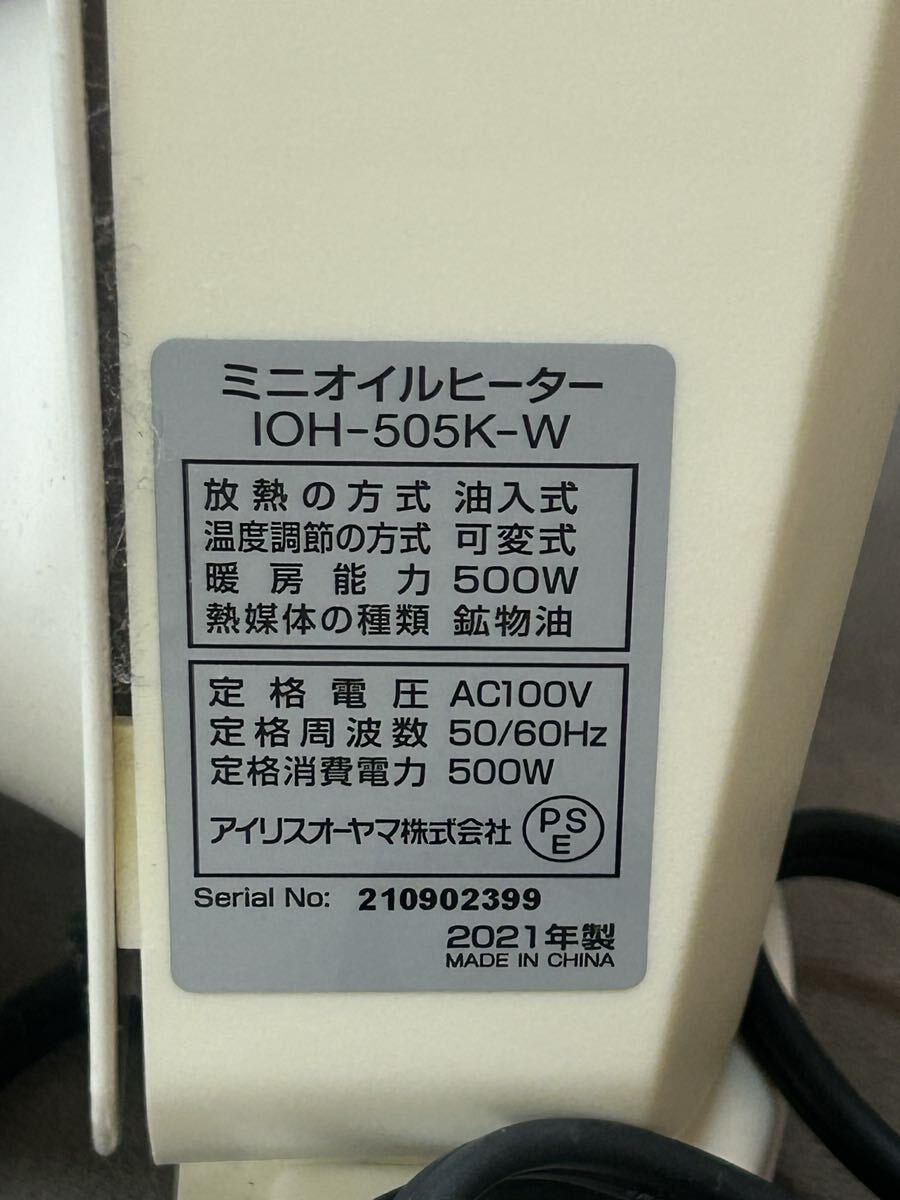 ミニオイルヒーター
IOH-505K-W
放熱の方式 油入式
温度調節の方式 可変式
暖房能力 500W
熱媒体の種類 鉱物油
定格電圧 AC100V
定格周波数 50/60Hz
定格消費電力 500W
アイリスオーヤマ株式会社 PSE
Serial No: 210902399
2021年製
MADE IN CHINA